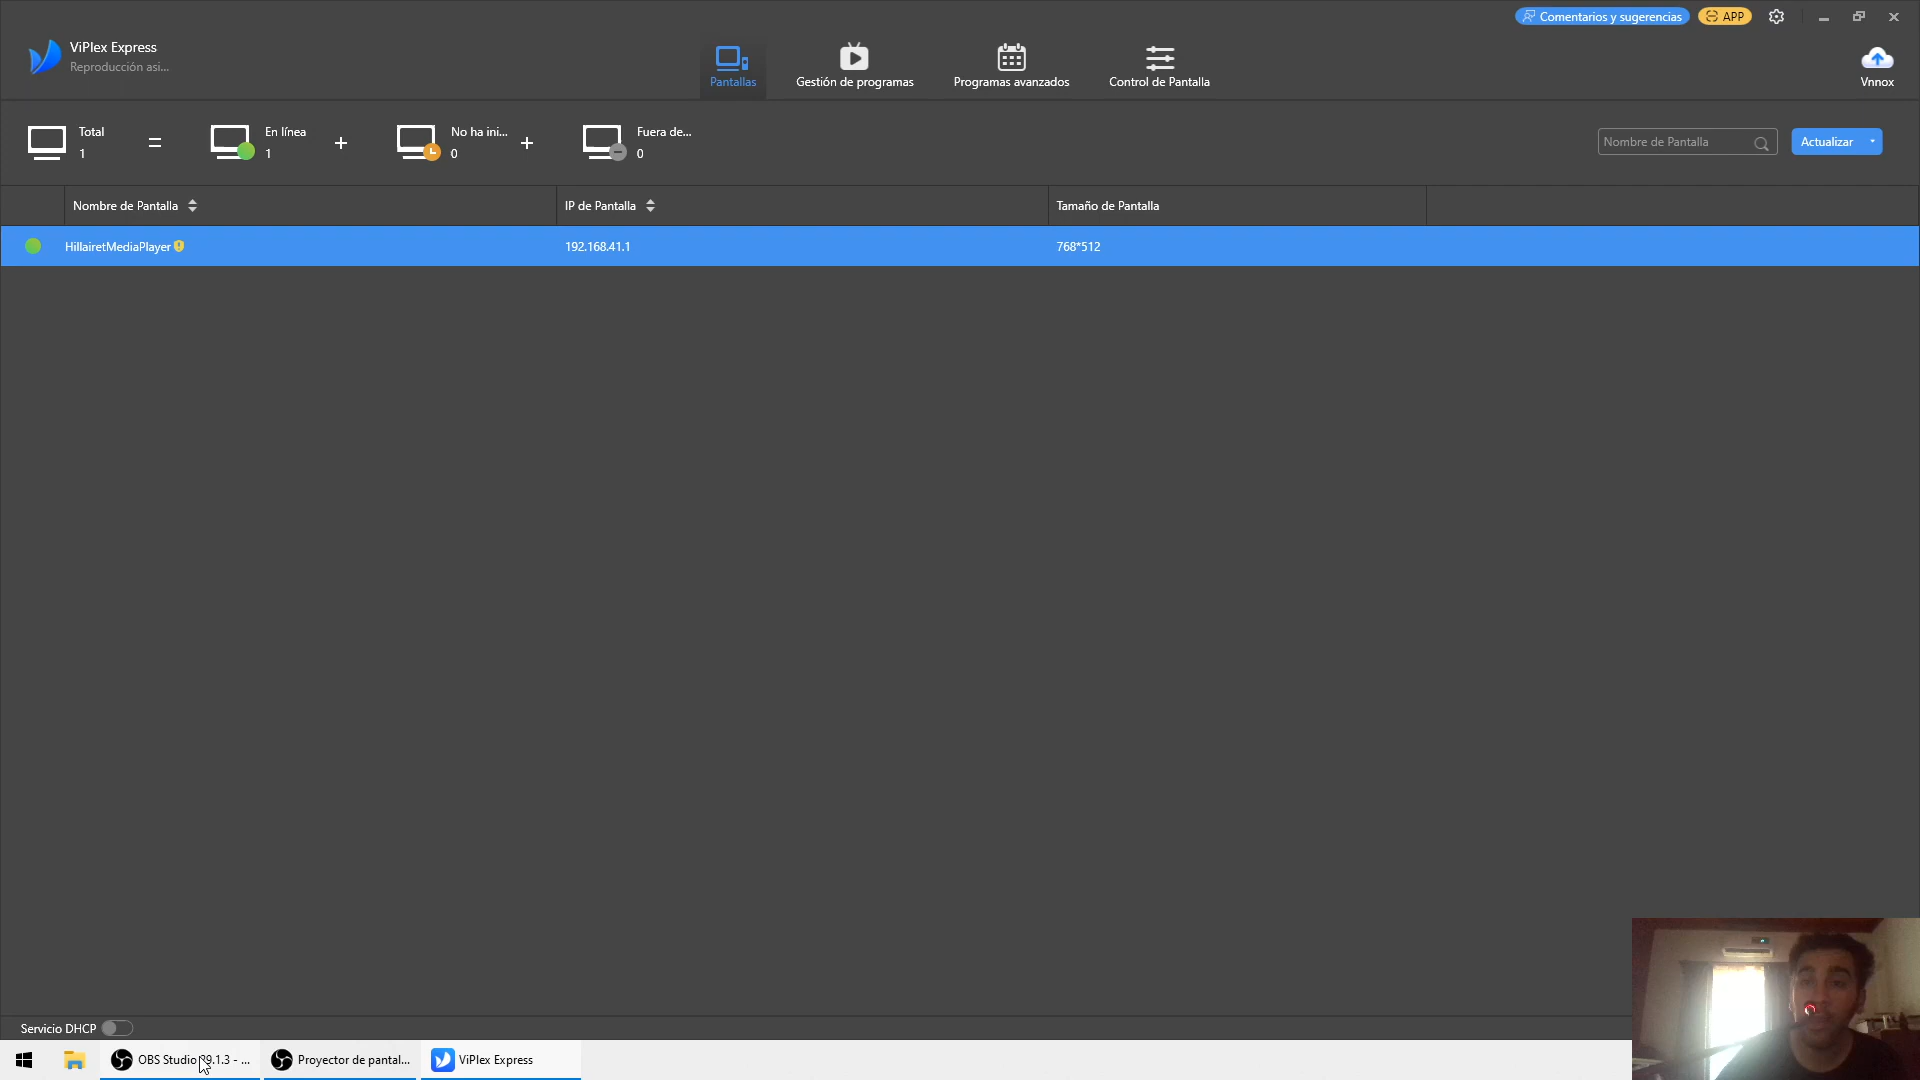 Comentarios y sugerencias
APP
ViPlex Express
Reproducción asi...
Pantallas
Gestión de programas
Programas avanzados
Control de Pantalla
Vnnox
Total
1
=
En línea
1
+
No ha ini...
0
+
Fuera de...
0
Nombre de Pantalla
Actualizar
Nombre de Pantalla
IP de Pantalla
Tamaño de Pantalla
HillairetMediaPlayer
192.168.41.1
768*512
Servicio DHCP
OBS Studio 29.1.3 - ...
Proyector de pantal...
ViPlex Express